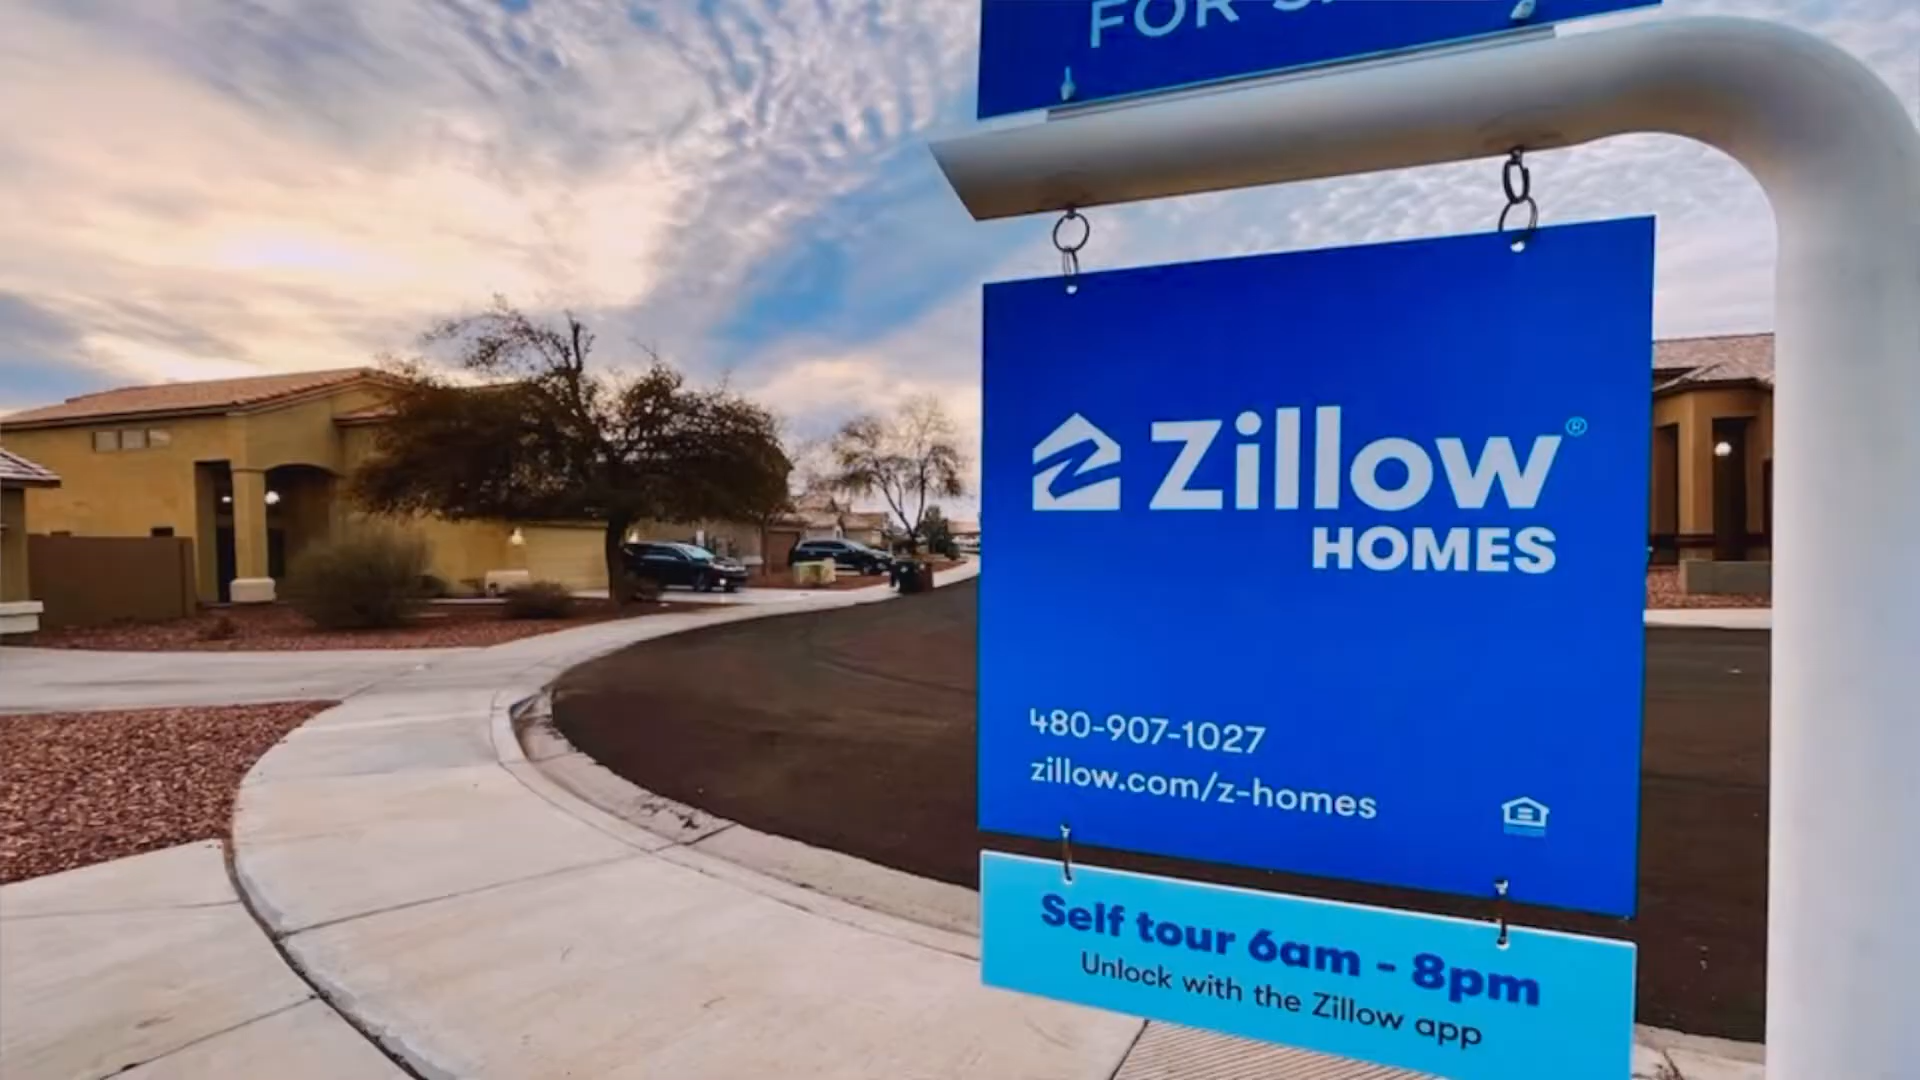 FOR
Zillow®
HOMES
480-907-1027
zillow.com/z-homes
Self tour 6am - 8pm
Unlock with the Zillow app